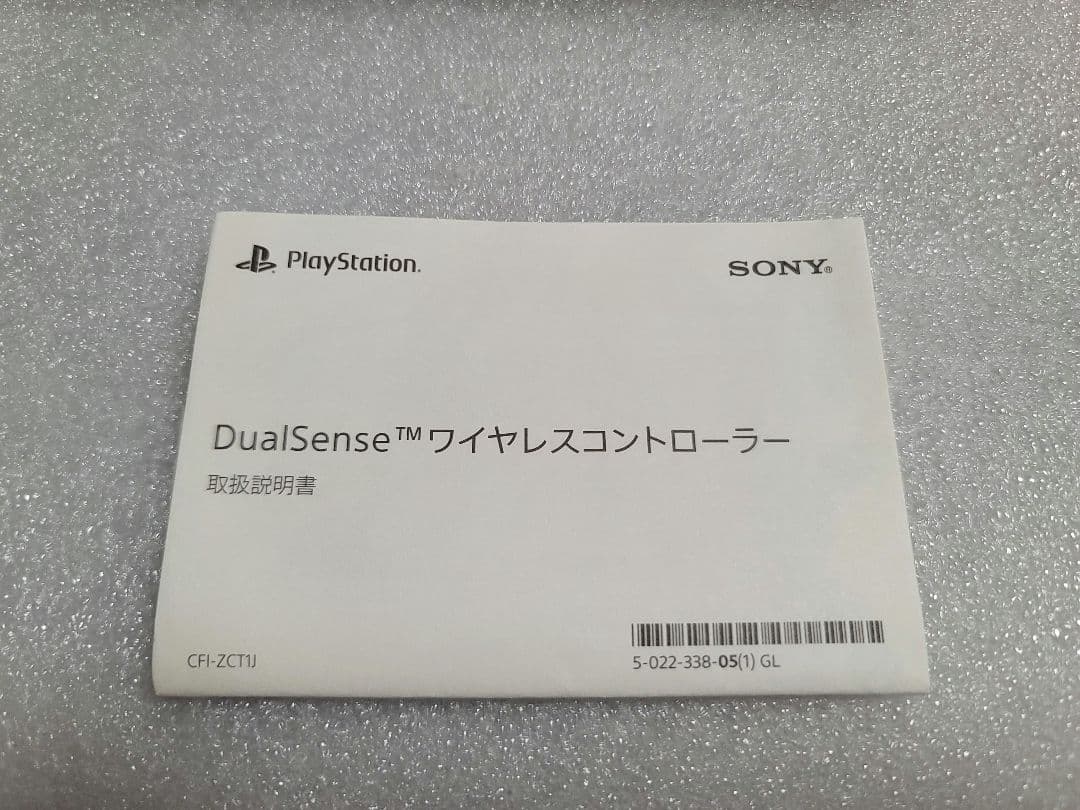 PlayStation®
SONY®
DualSense™ワイヤレスコントローラー
取扱説明書
CFI-ZCT1J
5-022-338-05(1) GL